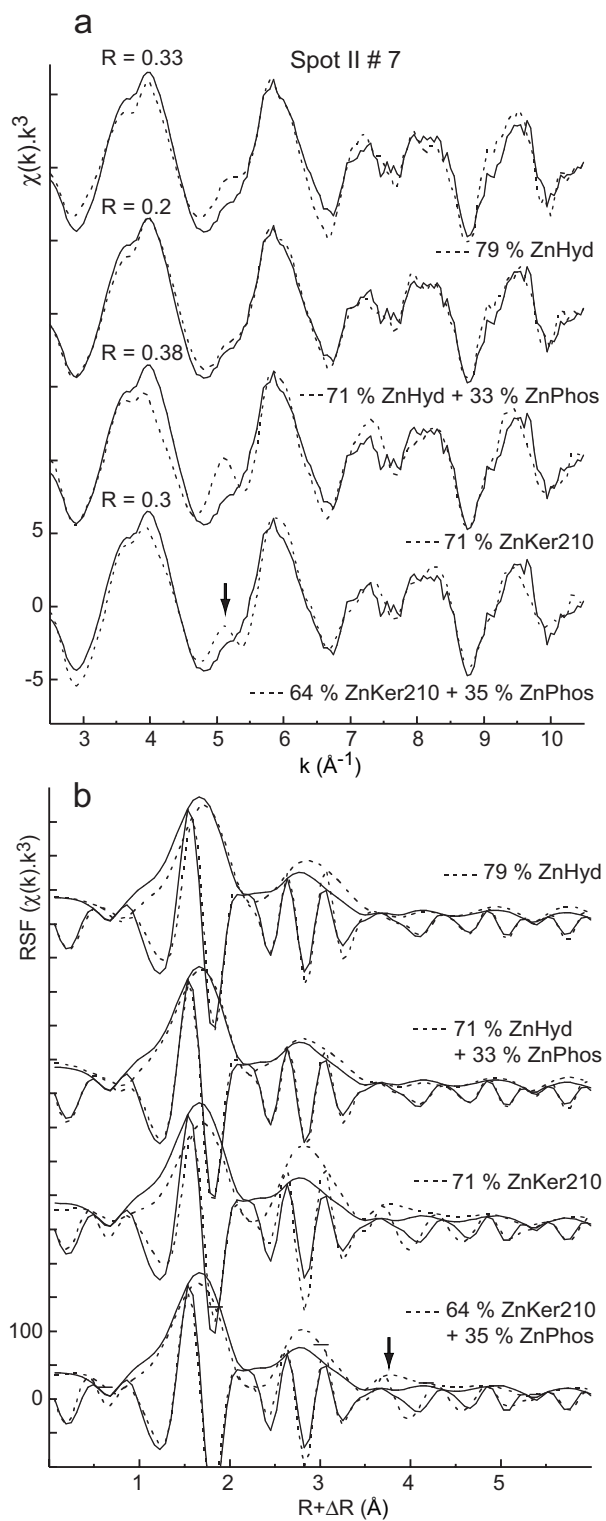 a
R = 0.33
Spot II # 7
χ(k).k³
79 % ZnHyd
R = 0.2
71 % ZnHyd + 33 % ZnPhos
R = 0.38
71 % ZnKer210
R = 0.3
5
0
-5
64 % ZnKer210 + 35 % ZnPhos
3 4 5 6 7 8 9 10
k (Å⁻¹)
b
RSF (χ(k).k³)
79 % ZnHyd
71 % ZnHyd
+ 33 % ZnPhos
71 % ZnKer210
64 % ZnKer210
+ 35 % ZnPhos
100
0
0 1 2 3 4 5
R+ΔR (Å)